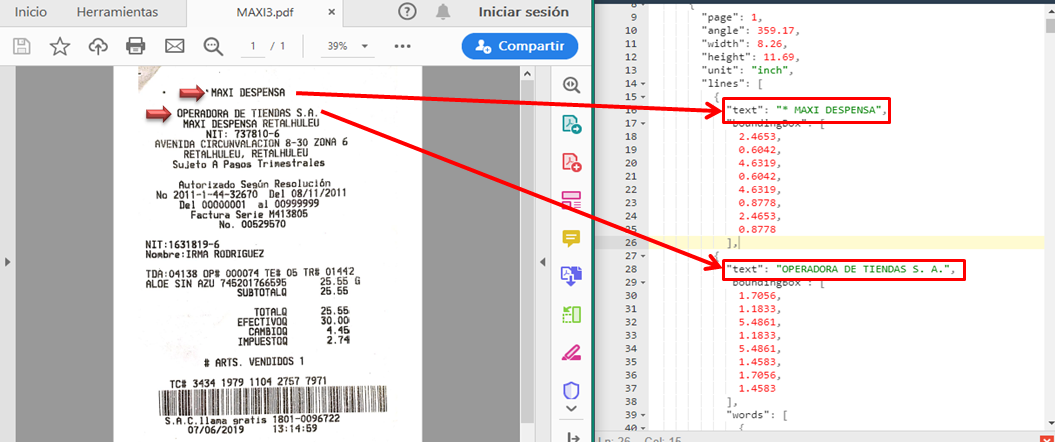 Inicio Herramientas MAXI3.pdf × Iniciar sesión
1 / 1 39% Compartir
MAXI DESPENSA
OPERADORA DE TIENDAS S.A.
MAXI DESPENSA RETALHULEU
NIT: 737810-6
AVENIDA CIRCUNVALACION 8-30 ZONA 6
RETALHULEU, RETALHULEU
Sujeto A Pagos Trimestrales
Autorizado Según Resolución
No 2011-1-44-32670 Del 08/11/2011
Del 00000001 al 00999999
Factura Serie M413805
No. 00529570
NIT:1631819-6
Nombre:IRMA RODRIGUEZ
TDA:04138 OP# 000074 TE# 05 TR# 01442
ALOE SIN AZU 745201766595 25.55 G
SUBTOTALQ 25.55
TOTALQ 25.55
EFECTIVOQ 30.00
CAMBIOQ 4.45
IMPUESTOQ 2.74
# ARTS. VENDIDOS 1
TC# 3434 1979 1104 2757 7971
S.A.C.llama gratis 1801-0096722
07/06/2019 13:14:59
8 {
9 "page": 1,
10 "angle": 359.17,
11 "width": 8.26,
12 "height": 11.69,
13 "unit": "inch",
14 "lines": [
15 {
16 "text": "* MAXI DESPENSA",
17 "boundingBox": [
18 2.4653,
19 0.6042,
20 4.6319,
21 0.6042,
22 4.6319,
23 0.8778,
24 2.4653,
25 0.8778
26 ],
27 {
28 "text": "OPERADORA DE TIENDAS S. A.",
29 "boundingBox": [
30 1.7056,
31 1.1833,
32 5.4861,
33 1.1833,
34 5.4861,
35 1.4583,
36 1.7056,
37 1.4583
38 ],
39 "words": [
40 {
Ln: 26 Col: 15